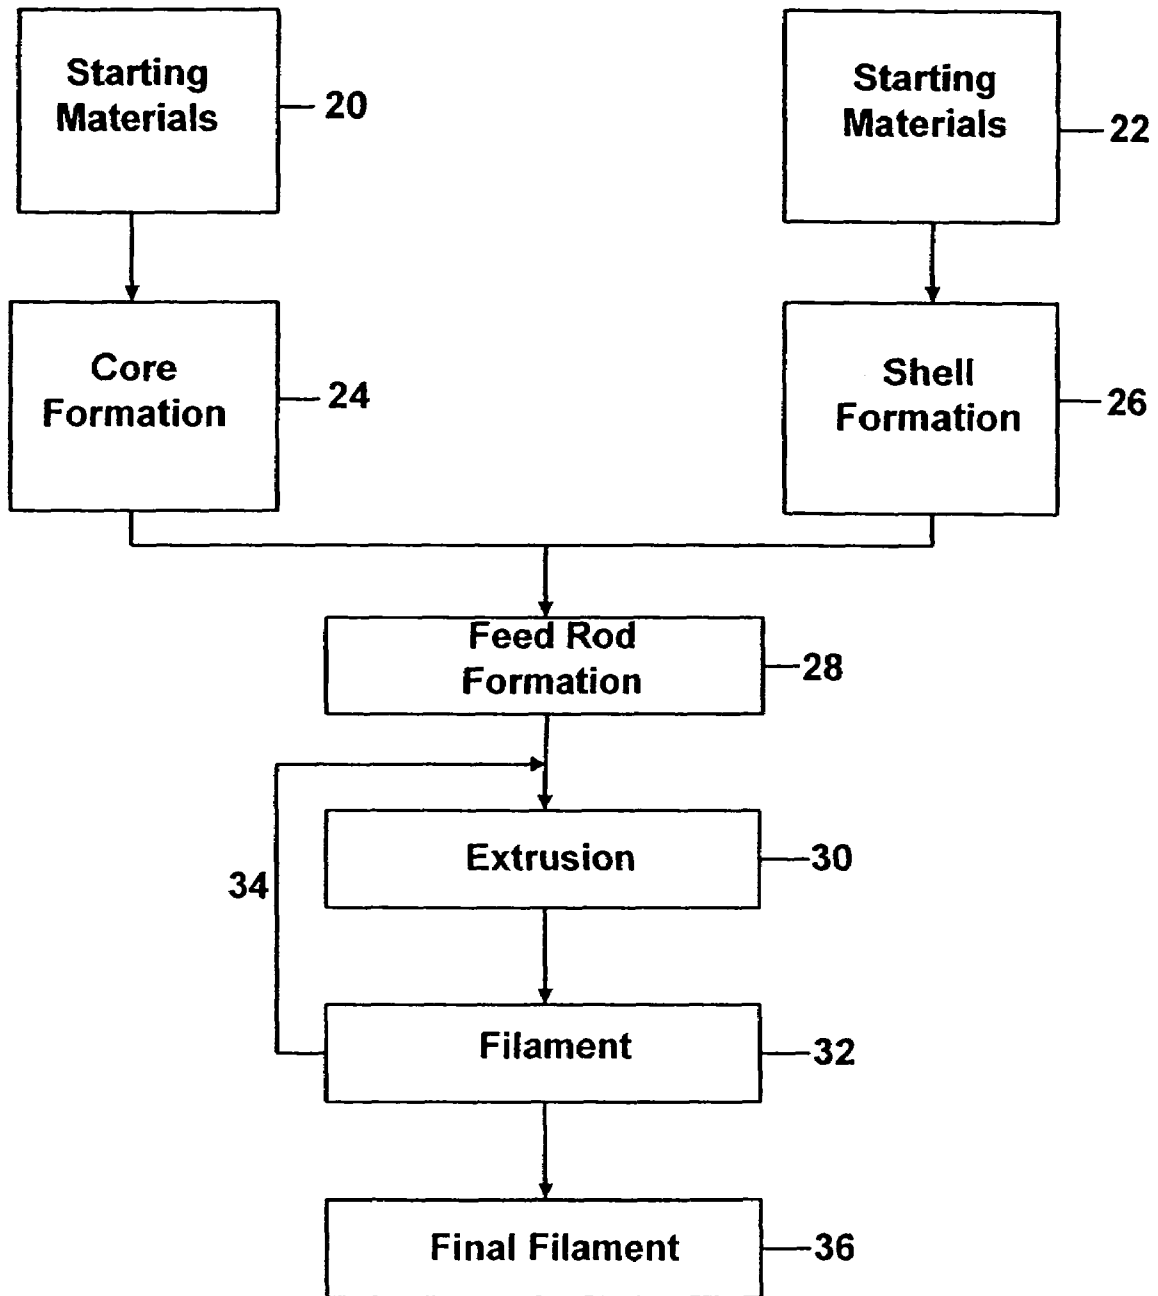 Starting
Materials
20
Starting
Materials
22
Core
Formation
24
Shell
Formation
26
Feed Rod
Formation
28
Extrusion
30
34
Filament
32
Final Filament
36